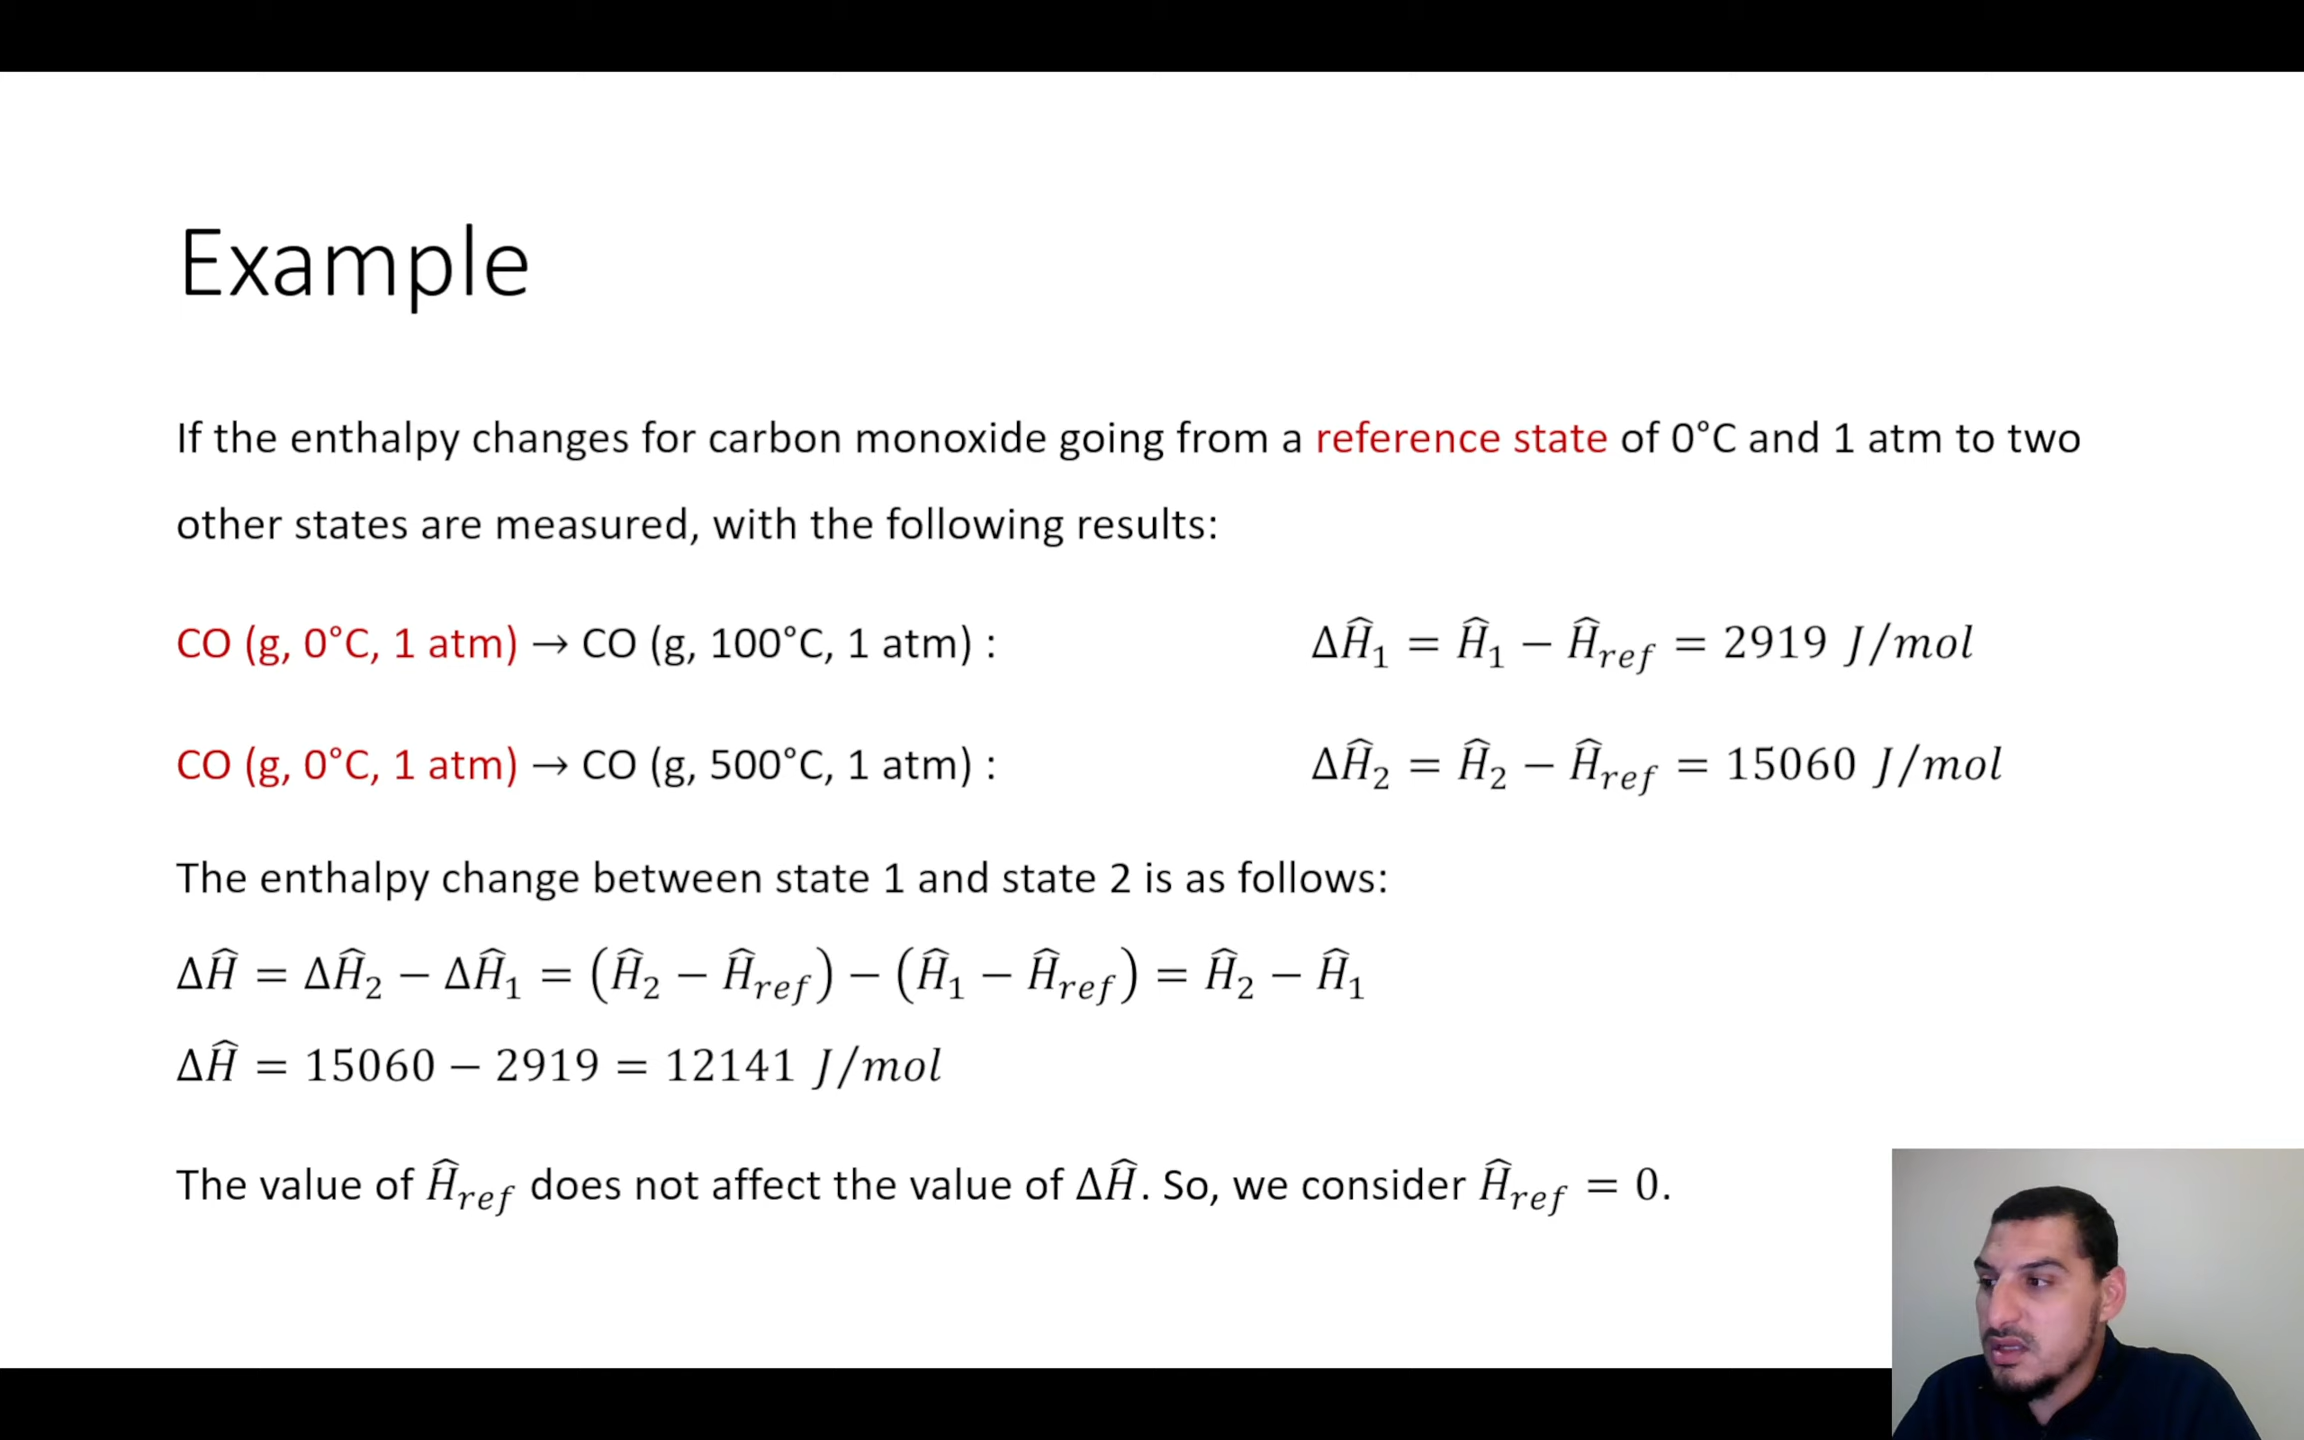 Example
If the enthalpy changes for carbon monoxide going from a reference state of 0°C and 1 atm to two
other states are measured, with the following results:
CO (g, 0°C, 1 atm) → CO (g, 100°C, 1 atm) : ΔĤ₁ = Ĥ₁ − Ĥ_ref = 2919 J/mol
CO (g, 0°C, 1 atm) → CO (g, 500°C, 1 atm) : ΔĤ₂ = Ĥ₂ − Ĥ_ref = 15060 J/mol
The enthalpy change between state 1 and state 2 is as follows:
ΔĤ = ΔĤ₂ − ΔĤ₁ = (Ĥ₂ − Ĥ_ref) − (Ĥ₁ − Ĥ_ref) = Ĥ₂ − Ĥ₁
ΔĤ = 15060 − 2919 = 12141 J/mol
The value of Ĥ_ref does not affect the value of ΔĤ. So, we consider Ĥ_ref = 0.